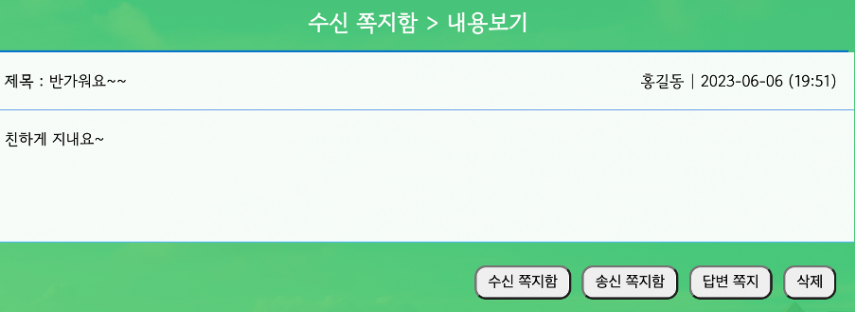 수신 쪽지함 > 내용보기
제목 : 반가워요~~ 홍길동 | 2023-06-06 (19:51)
친하게 지내요~
수신 쪽지함 송신 쪽지함 답변 쪽지 삭제